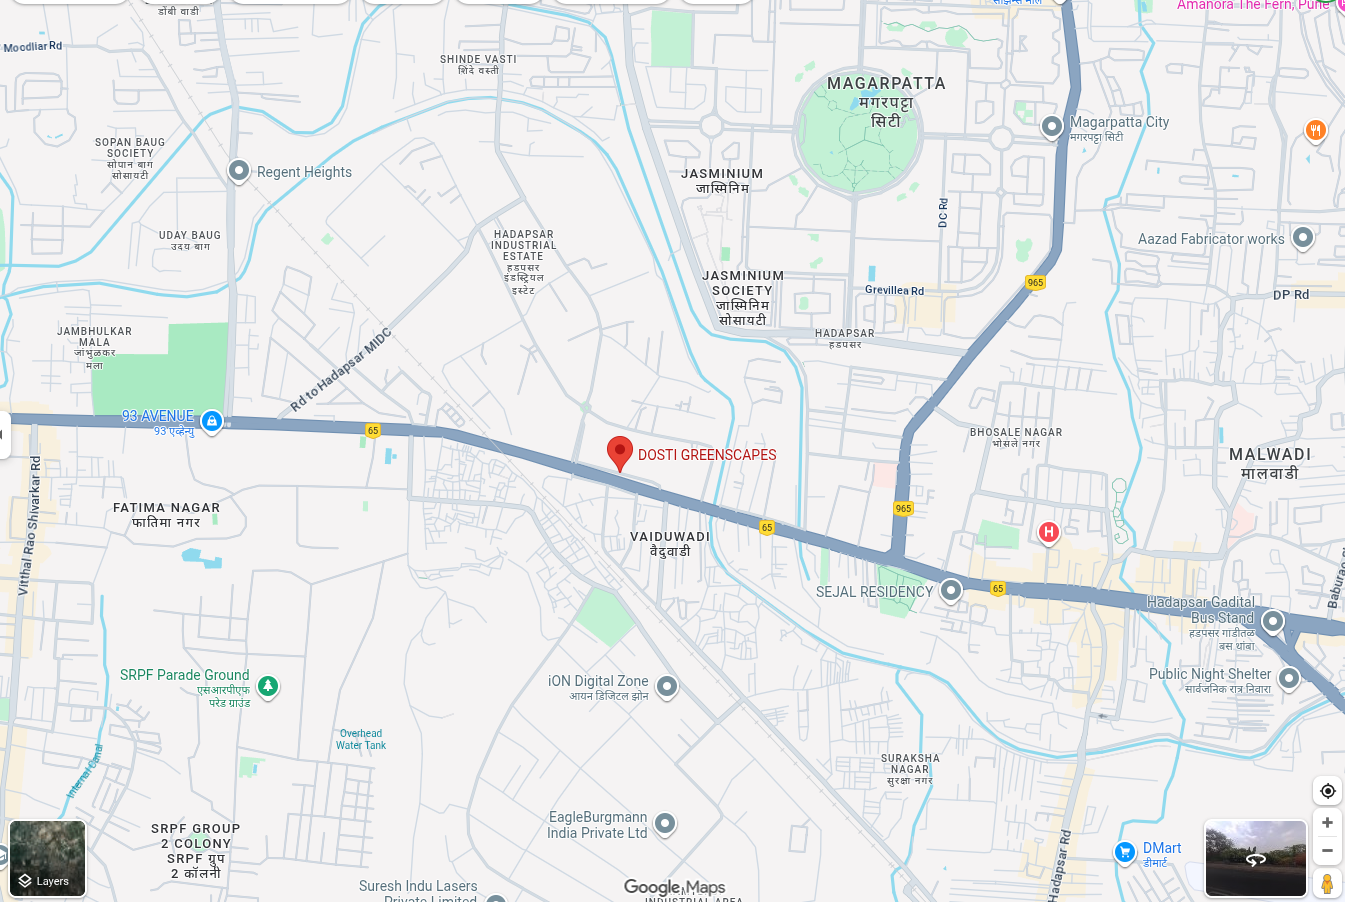 डोंबी वाडी
Moodliar Rd
SHINDE VASTI
शिंदे वस्ती
Amanora The Fern, Pune
MAGARPATTA
मगरपट्टा
सिटी
Magarpatta City
मगरपट्टा सिटी
SOPAN BAUG
SOCIETY
सोपान बाग
सोसायटी
Regent Heights
JASMINIUM
जास्मिनिम
DC Rd
UDAY BAUG
उदय बाग
HADAPSAR
INDUSTRIAL
ESTATE
हडपसर
इंडस्ट्रियल
इस्टेट
Aazad Fabricator works
JASMINIUM
SOCIETY
जास्मिनिम
सोसायटी
965
Grevillea Rd
DP Rd
JAMBHULKAR
MALA
जांभुळकर
मला
Rd to Hadapsar MIDC
HADAPSAR
हडपसर
93 AVENUE
93 एव्हेन्यु
65
DOSTI GREENSCAPES
BHOSALE NAGAR
भोसले नगर
MALWADI
मालवाडी
Vitthal Rao Shivarkar Rd
FATIMA NAGAR
फातिमा नगर
965
65
VAIDUWADI
वैदुवाडी
H
SEJAL RESIDENCY
65
Hadapsar Gadital
Bus Stand
हडपसर गाडीतळ
बस थांबा
SRPF Parade Ground
एसआरपीएफ
परेड ग्राउंड
iON Digital Zone
आयन डिजिटल झोन
Public Night Shelter
सार्वजनिक रात्र निवारा
Overhead
Water Tank
Internal Canal
SURAKSHA
NAGAR
सुरक्षा नगर
EagleBurgmann
India Private Ltd
SRPF GROUP
2 COLONY
SRPF ग्रुप
2 कॉलनी
Hadapsar Rd
DMart
डीमार्ट
Layers
Suresh Indu Lasers
Private Limited
Google Maps
INDUSTRIAL AREA